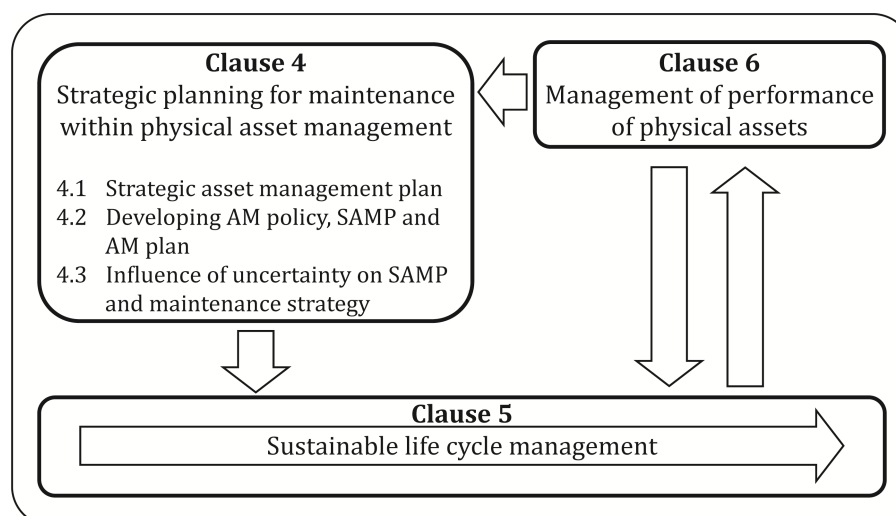 Clause 4
Strategic planning for maintenance
within physical asset management
4.1 Strategic asset management plan
4.2 Developing AM policy, SAMP and
AM plan
4.3 Influence of uncertainty on SAMP
and maintenance strategy
Clause 6
Management of performance
of physical assets
Clause 5
Sustainable life cycle management